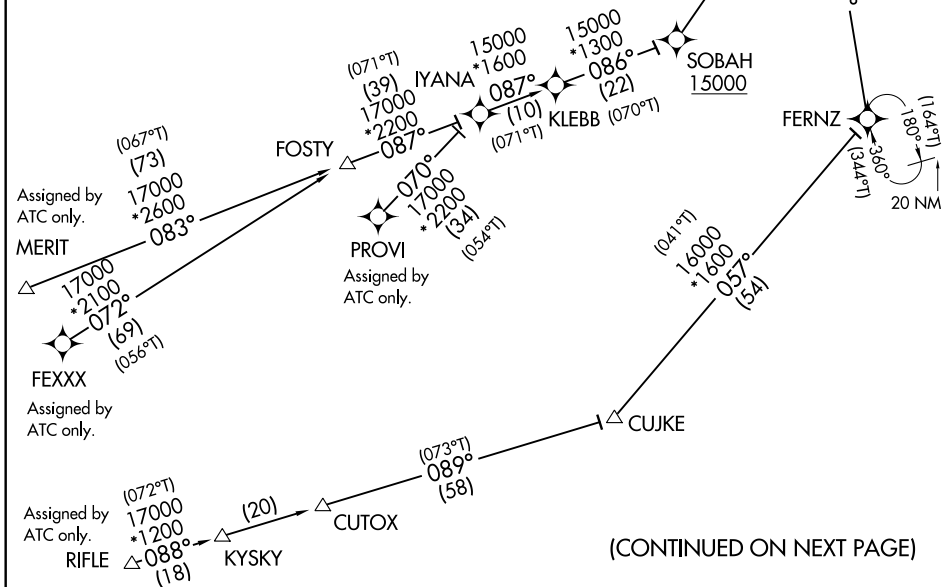 15000
*1300
086°
(22)
(070°T)
SOBAH
15000
15000
*1600
087°
(10)
(071°T)
IYANA
KLEBB
(071°T)
(39)
17000
*2200
087°
FOSTY
FERNZ
(164°T)
180°
360°
(344°T)
20 NM
(067°T)
(73)
17000
*2600
083°
Assigned by
ATC only.
MERIT
070°
17000
*2200
(34)
(054°T)
PROVI
Assigned by
ATC only.
17000
*2100
072°
(69)
(056°T)
FEXXX
Assigned by
ATC only.
(041°T)
16000
*1600
057°
(54)
CUJKE
(073°T)
089°
(58)
CUTOX
(20)
KYSKY
(072°T)
17000
*1200
088°
(18)
Assigned by
ATC only.
RIFLE
(CONTINUED ON NEXT PAGE)